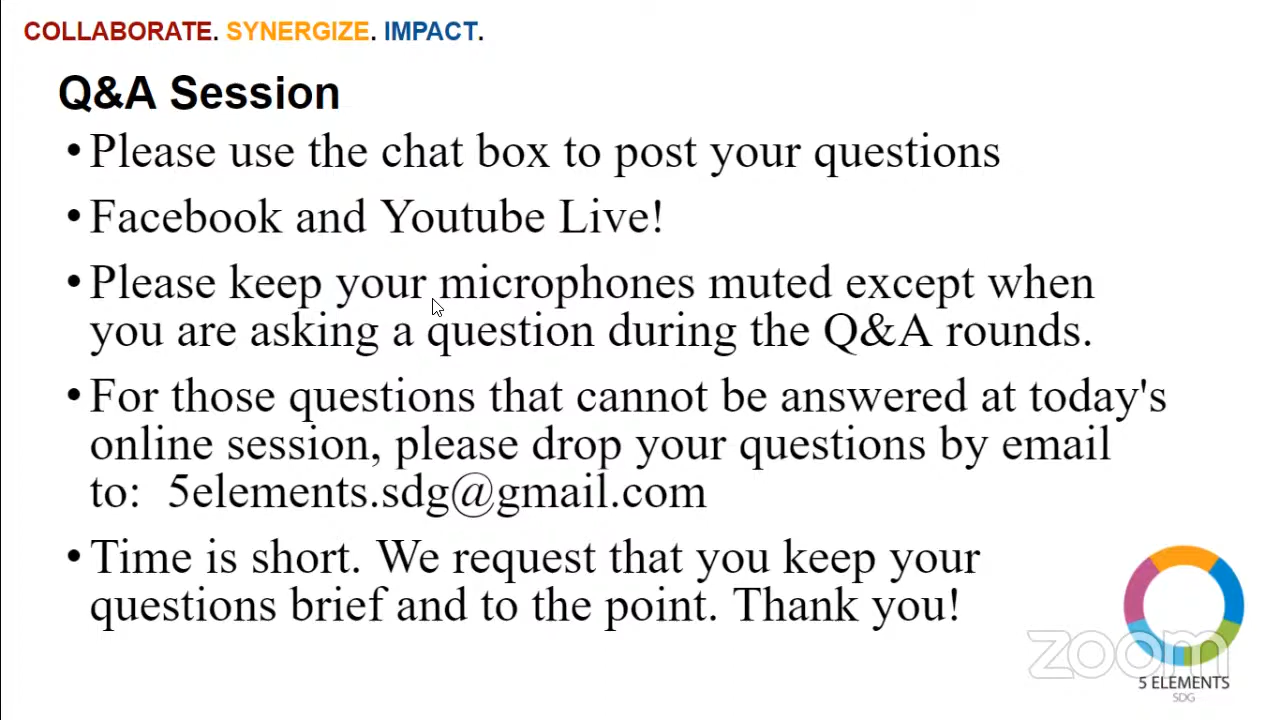 COLLABORATE. SYNERGIZE. IMPACT.
Q&A Session
•Please use the chat box to post your questions
•Facebook and Youtube Live!
•Please keep your microphones muted except when
you are asking a question during the Q&A rounds.
•For those questions that cannot be answered at today's
online session, please drop your questions by email
to: 5elements.sdg@gmail.com
•Time is short. We request that you keep your
questions brief and to the point. Thank you!
zoom
5 ELEMENTS
SDG